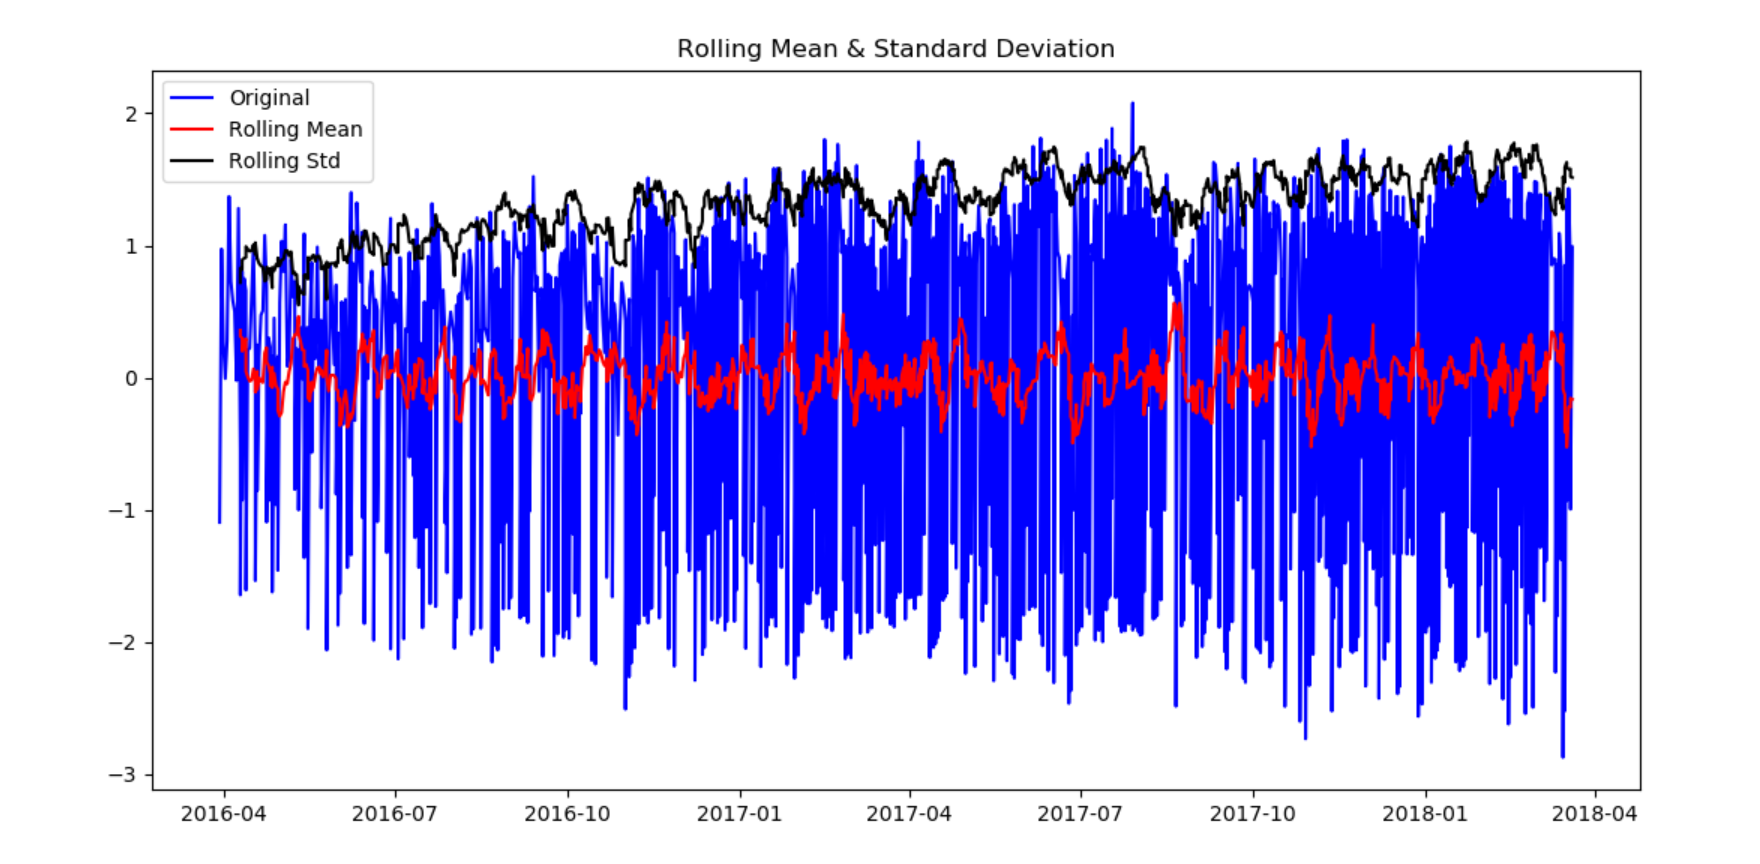 Rolling Mean & Standard Deviation
Original
Rolling Mean
Rolling Std
2
1
0
−1
−2
−3
2016-04 2016-07 2016-10 2017-01 2017-04 2017-07 2017-10 2018-01 2018-04